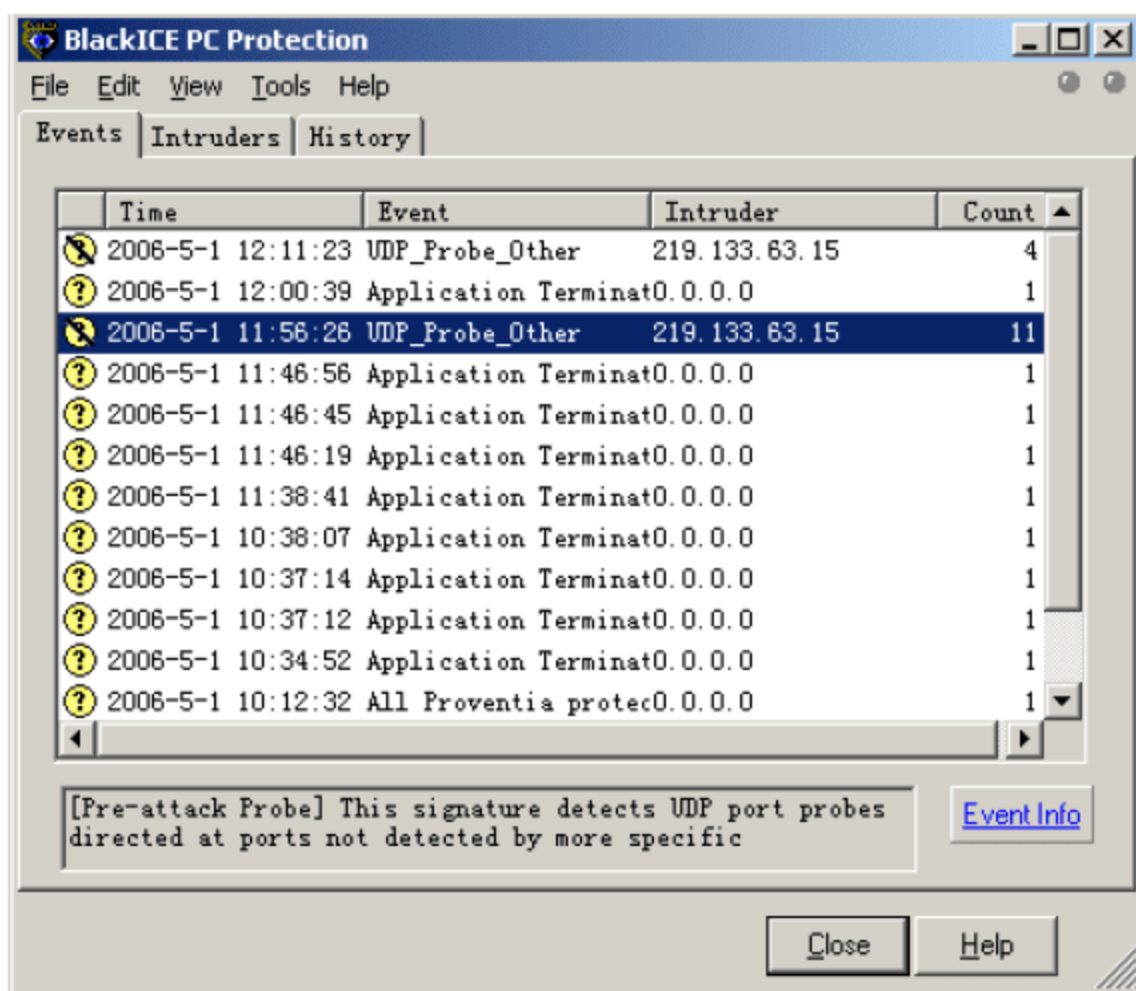 BlackICE PC Protection
File Edit View Tools Help
Events Intruders History
Time Event Intruder Count
2006-5-1 12:11:23 UDP_Probe_Other 219.133.63.15 4
2006-5-1 12:00:39 Application Terminat0.0.0.0 1
2006-5-1 11:56:26 UDP_Probe_Other 219.133.63.15 11
2006-5-1 11:46:56 Application Terminat0.0.0.0 1
2006-5-1 11:46:45 Application Terminat0.0.0.0 1
2006-5-1 11:46:19 Application Terminat0.0.0.0 1
2006-5-1 11:38:41 Application Terminat0.0.0.0 1
2006-5-1 10:38:07 Application Terminat0.0.0.0 1
2006-5-1 10:37:14 Application Terminat0.0.0.0 1
2006-5-1 10:37:12 Application Terminat0.0.0.0 1
2006-5-1 10:34:52 Application Terminat0.0.0.0 1
2006-5-1 10:12:32 All Proventia protec0.0.0.0 1
[Pre-attack Probe] This signature detects UDP port probes
directed at ports not detected by more specific
Event Info
Close Help